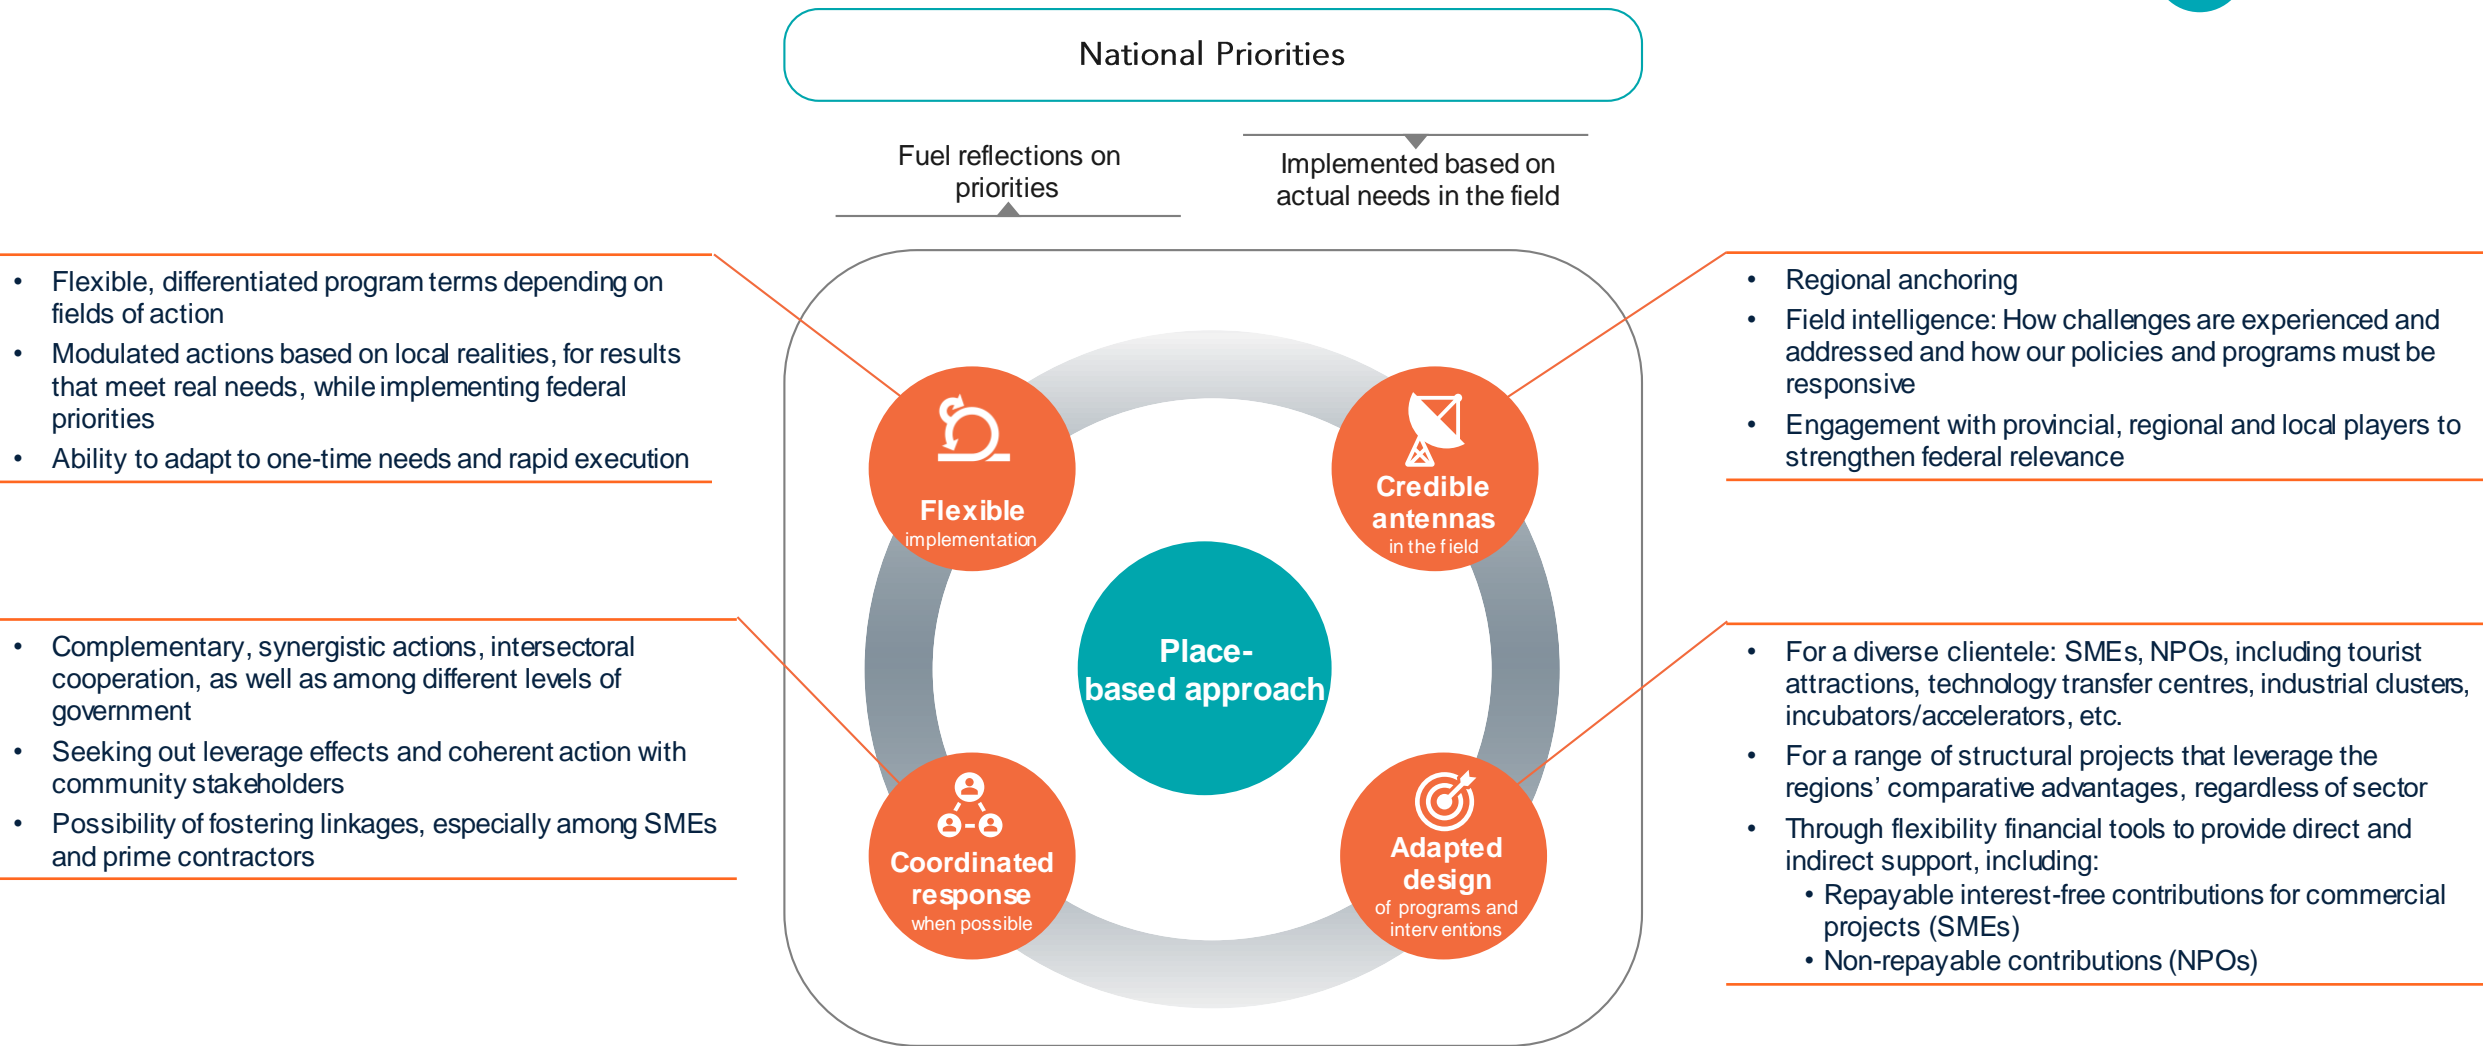 National Priorities
Fuel reflections on
priorities
Implemented based on
actual needs in the field
• Flexible, differentiated program terms depending on
fields of action
• Modulated actions based on local realities, for results
that meet real needs, while implementing federal
priorities
• Ability to adapt to one-time needs and rapid execution
• Regional anchoring
• Field intelligence: How challenges are experienced and
addressed and how our policies and programs must be
responsive
• Engagement with provincial, regional and local players to
strengthen federal relevance
Flexible
implementation
Credible
antennas
in the field
Place-
based approach
• Complementary, synergistic actions, intersectoral
cooperation, as well as among different levels of
government
• Seeking out leverage effects and coherent action with
community stakeholders
• Possibility of fostering linkages, especially among SMEs
and prime contractors
Coordinated
response
when possible
Adapted
design
of programs and
interventions
• For a diverse clientele: SMEs, NPOs, including tourist
attractions, technology transfer centres, industrial clusters,
incubators/accelerators, etc.
• For a range of structural projects that leverage the
regions’ comparative advantages, regardless of sector
• Through flexibility financial tools to provide direct and
indirect support, including:
• Repayable interest-free contributions for commercial
projects (SMEs)
• Non-repayable contributions (NPOs)